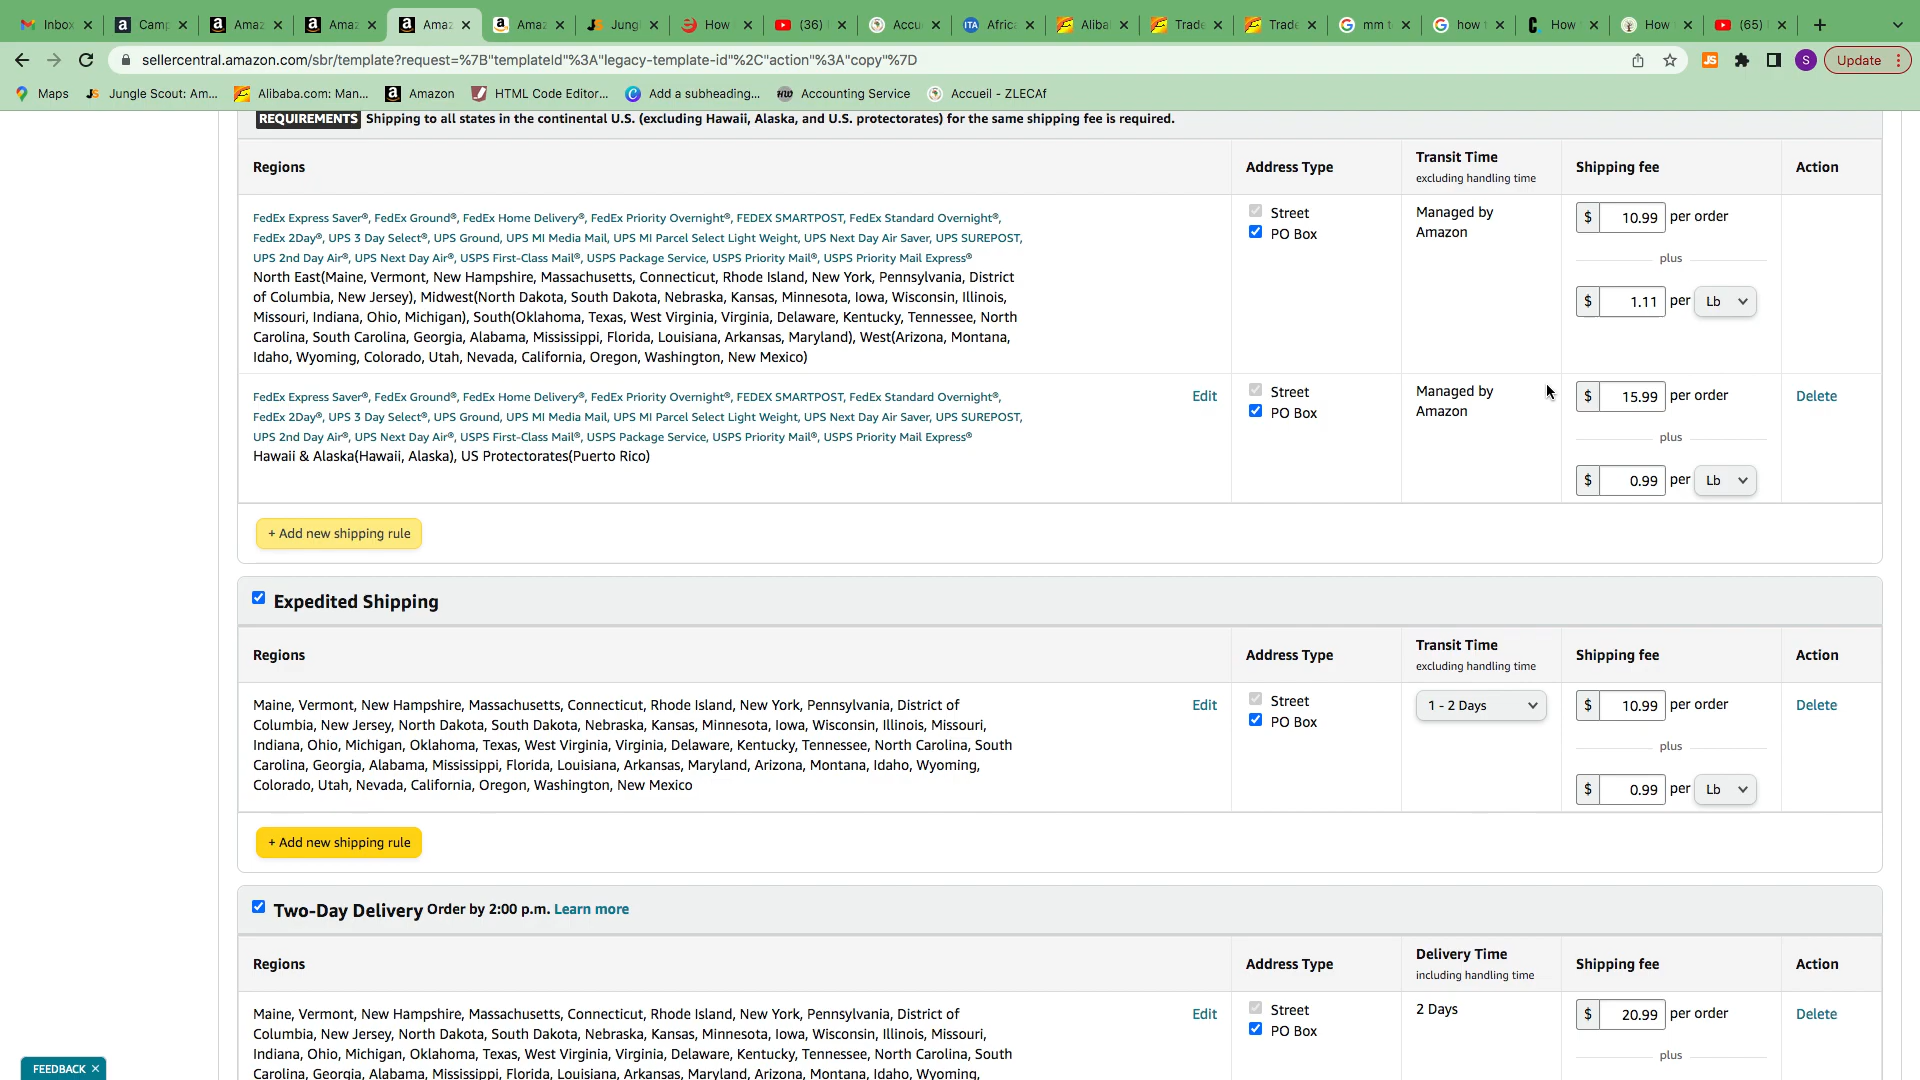 Inbox
Camp
Amaz
Amaz
Amaz
Amaz
Jungl
How
(36)
Accu
Africa
Aliba
Trade
Trade
mm t
how t
How
How
(65)
sellercentral.amazon.com/sbr/template?request=%7B"templateId"%3A"legacy-template-id"%2C"action"%3A"copy"%7D
JS
S
Update
Maps
Jungle Scout: Am...
Alibaba.com: Man...
Amazon
HTML Code Editor...
Add a subheading...
Accounting Service
Accueil - ZLECAf
REQUIREMENTS Shipping to all states in the continental U.S. (excluding Hawaii, Alaska, and U.S. protectorates) for the same shipping fee is required.
Regions
Address Type
Transit Time
excluding handling time
Shipping fee
Action
FedEx Express Saver®, FedEx Ground®, FedEx Home Delivery®, FedEx Priority Overnight®, FEDEX SMARTPOST, FedEx Standard Overnight®,
FedEx 2Day®, UPS 3 Day Select®, UPS Ground, UPS MI Media Mail, UPS MI Parcel Select Light Weight, UPS Next Day Air Saver, UPS SUREPOST,
UPS 2nd Day Air®, UPS Next Day Air®, USPS First-Class Mail®, USPS Package Service, USPS Priority Mail®, USPS Priority Mail Express®
North East(Maine, Vermont, New Hampshire, Massachusetts, Connecticut, Rhode Island, New York, Pennsylvania, District
of Columbia, New Jersey), Midwest(North Dakota, South Dakota, Nebraska, Kansas, Minnesota, Iowa, Wisconsin, Illinois,
Missouri, Indiana, Ohio, Michigan), South(Oklahoma, Texas, West Virginia, Virginia, Delaware, Kentucky, Tennessee, North
Carolina, South Carolina, Georgia, Alabama, Mississippi, Florida, Louisiana, Arkansas, Maryland), West(Arizona, Montana,
Idaho, Wyoming, Colorado, Utah, Nevada, California, Oregon, Washington, New Mexico)
Street
PO Box
Managed by
Amazon
$ 10.99 per order
plus
$ 1.11 per Lb
FedEx Express Saver®, FedEx Ground®, FedEx Home Delivery®, FedEx Priority Overnight®, FEDEX SMARTPOST, FedEx Standard Overnight®,
FedEx 2Day®, UPS 3 Day Select®, UPS Ground, UPS MI Media Mail, UPS MI Parcel Select Light Weight, UPS Next Day Air Saver, UPS SUREPOST,
UPS 2nd Day Air®, UPS Next Day Air®, USPS First-Class Mail®, USPS Package Service, USPS Priority Mail®, USPS Priority Mail Express®
Hawaii & Alaska(Hawaii, Alaska), US Protectorates(Puerto Rico)
Edit
Street
PO Box
Managed by
Amazon
$ 15.99 per order
plus
$ 0.99 per Lb
Delete
+ Add new shipping rule
Expedited Shipping
Regions
Address Type
Transit Time
excluding handling time
Shipping fee
Action
Maine, Vermont, New Hampshire, Massachusetts, Connecticut, Rhode Island, New York, Pennsylvania, District of
Columbia, New Jersey, North Dakota, South Dakota, Nebraska, Kansas, Minnesota, Iowa, Wisconsin, Illinois, Missouri,
Indiana, Ohio, Michigan, Oklahoma, Texas, West Virginia, Virginia, Delaware, Kentucky, Tennessee, North Carolina, South
Carolina, Georgia, Alabama, Mississippi, Florida, Louisiana, Arkansas, Maryland, Arizona, Montana, Idaho, Wyoming,
Colorado, Utah, Nevada, California, Oregon, Washington, New Mexico
Edit
Street
PO Box
1 - 2 Days
$ 10.99 per order
plus
$ 0.99 per Lb
Delete
+ Add new shipping rule
Two-Day Delivery Order by 2:00 p.m. Learn more
Regions
Address Type
Delivery Time
including handling time
Shipping fee
Action
Maine, Vermont, New Hampshire, Massachusetts, Connecticut, Rhode Island, New York, Pennsylvania, District of
Columbia, New Jersey, North Dakota, South Dakota, Nebraska, Kansas, Minnesota, Iowa, Wisconsin, Illinois, Missouri,
Indiana, Ohio, Michigan, Oklahoma, Texas, West Virginia, Virginia, Delaware, Kentucky, Tennessee, North Carolina, South
Carolina, Georgia, Alabama, Mississippi, Florida, Louisiana, Arkansas, Maryland, Arizona, Montana, Idaho, Wyoming,
Edit
Street
PO Box
2 Days
$ 20.99 per order
plus
Delete
FEEDBACK ×